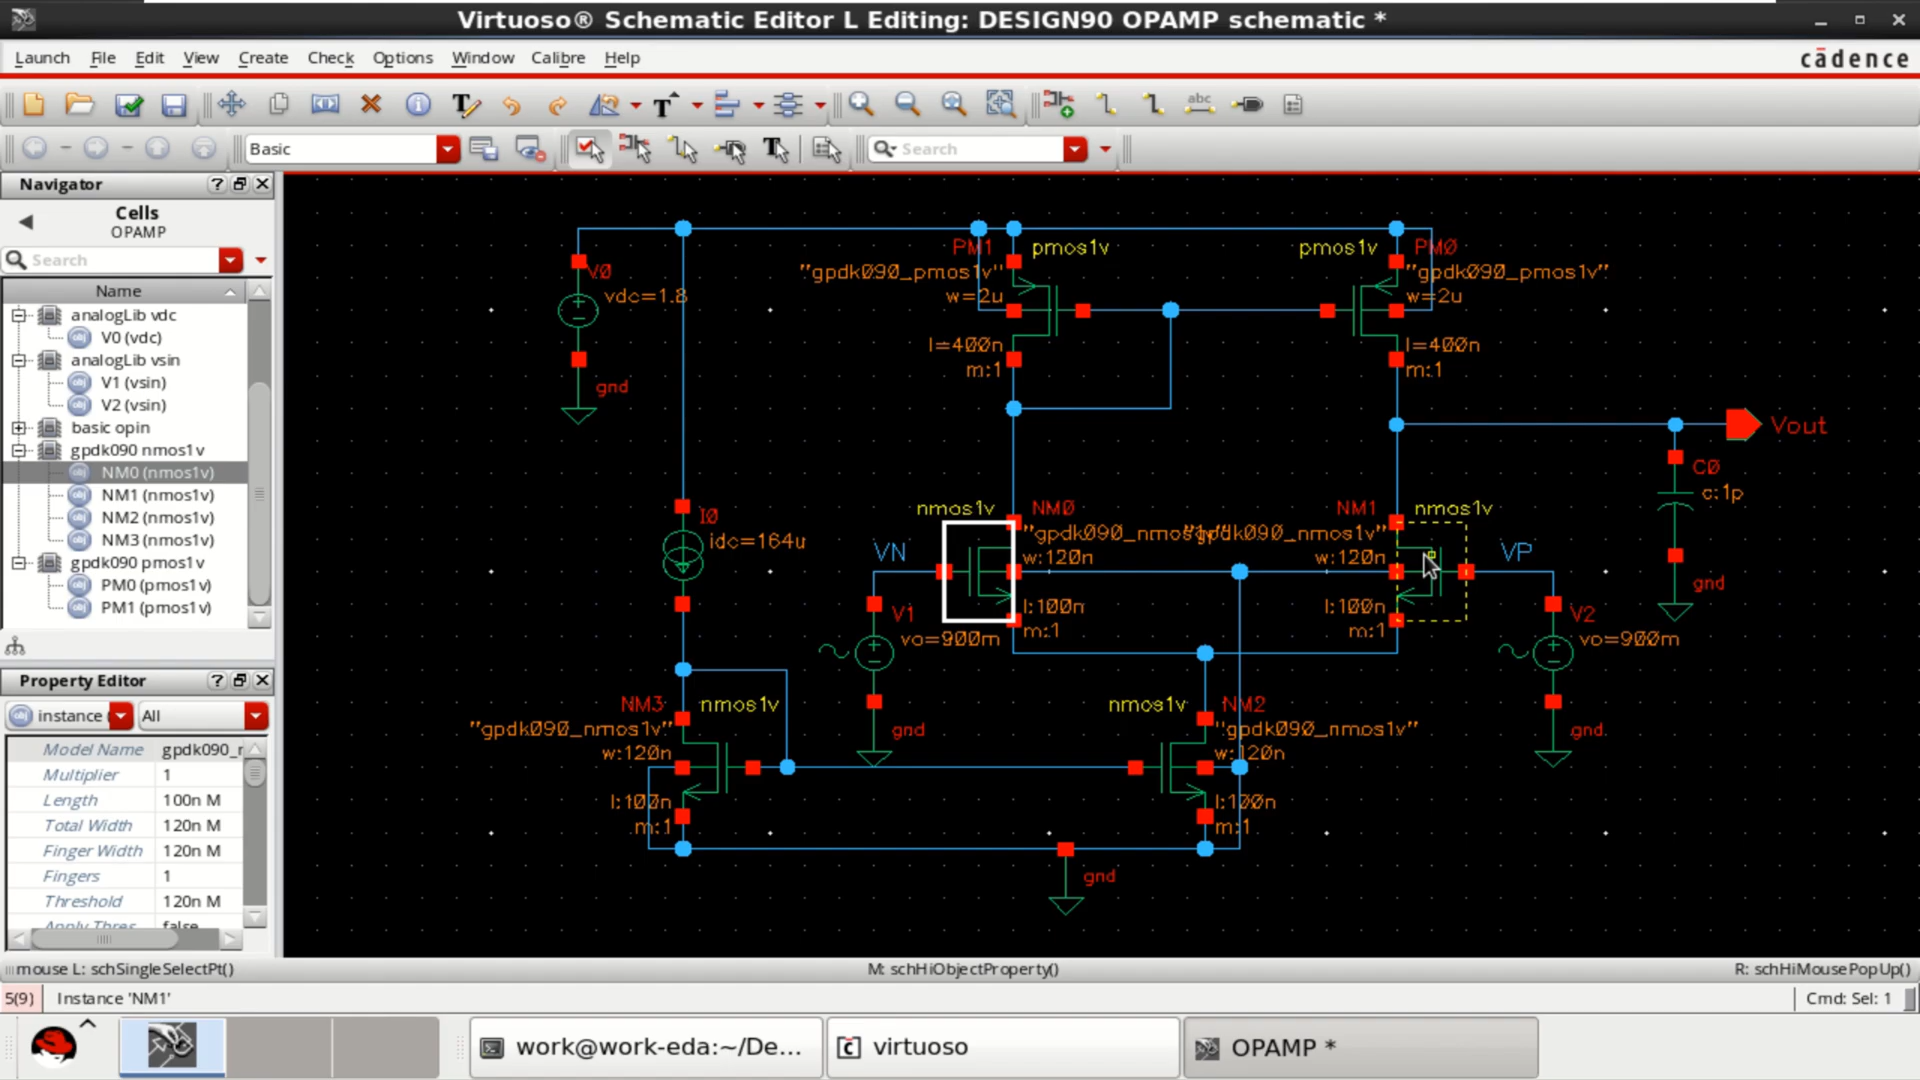 Virtuoso® Schematic Editor L Editing: DESIGN90 OPAMP schematic *
Launch File Edit View Create Check Options Window Calibre Help
cādence
abc
Basic
Search
Navigator
Cells
OPAMP
Search
Name
analogLib vdc
V0 (vdc)
analogLib vsin
V1 (vsin)
V2 (vsin)
basic opin
gpdk090 nmos1v
NM0 (nmos1v)
NM1 (nmos1v)
NM2 (nmos1v)
NM3 (nmos1v)
gpdk090 pmos1v
PM0 (pmos1v)
PM1 (pmos1v)
Property Editor
instance
All
Model Name gpdk090_r
Multiplier 1
Length 100n M
Total Width 120n M
Finger Width 120n M
Fingers 1
Threshold 120n M
Apply Thres false
V0
vdc=1.8
gnd
PM1
pmos1v
"gpdk090_pmos1v"
w=2u
l=400n
m:1
pmos1v
PM0
"gpdk090_pmos1v"
w=2u
l=400n
m:1
Vout
C0
c:1p
gnd
I0
idc=164u
nmos1v
NM0
"gpdk090_nmos1v"
w:120n
l:100n
m:1
NM1
nmos1v
"gpdk090_nmos1v"
w:120n
l:100n
m:1
VN
V1
vo=900m
gnd
VP
V2
vo=900m
gnd
NM3
nmos1v
"gpdk090_nmos1v"
w:120n
l:100n
m:1
nmos1v
NM2
"gpdk090_nmos1v"
w:120n
l:100n
m:1
gnd
mouse L: schSingleSelectPt()
M: schHiObjectProperty()
R: schHiMousePopUp()
5(9)
Instance 'NM1'
Cmd: Sel: 1
work@work-eda:~/De...
virtuoso
OPAMP *